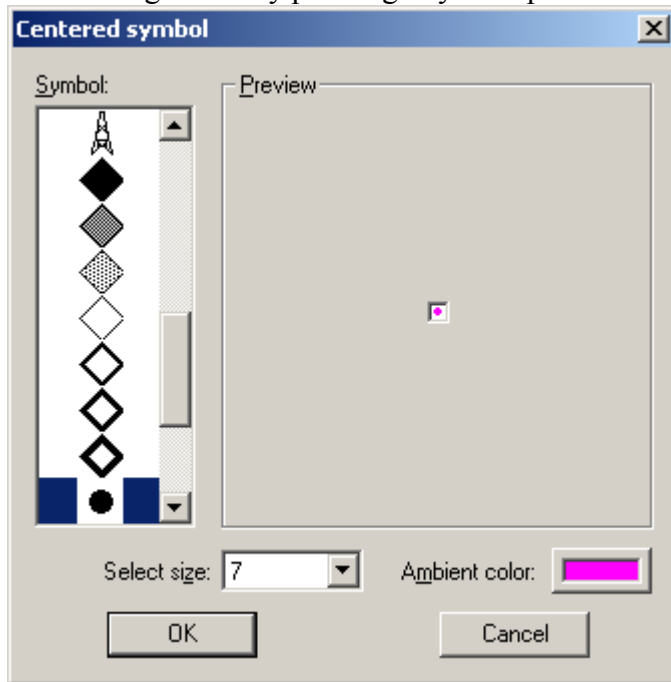 Centered symbol
Symbol:
Preview
Select size: 7
Ambient color:
OK
Cancel